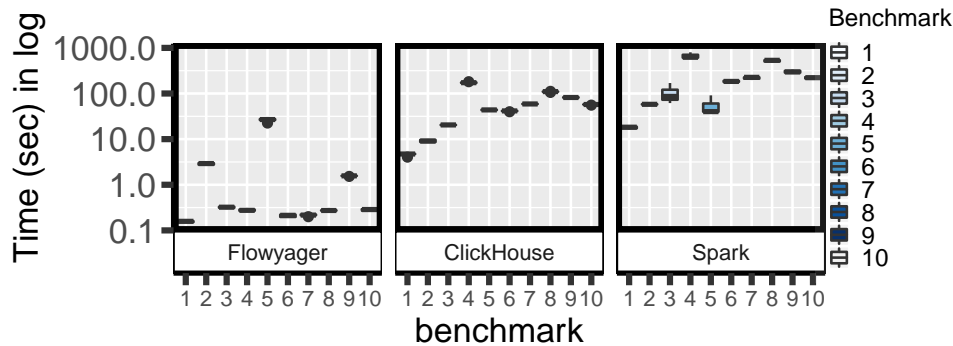 Time (sec) in log
1000.0
100.0
10.0
1.0
0.1
Flowyager
ClickHouse
Spark
1 2 3 4 5 6 7 8 9 10
1 2 3 4 5 6 7 8 9 10
1 2 3 4 5 6 7 8 9 10
benchmark
Benchmark
1
2
3
4
5
6
7
8
9
10